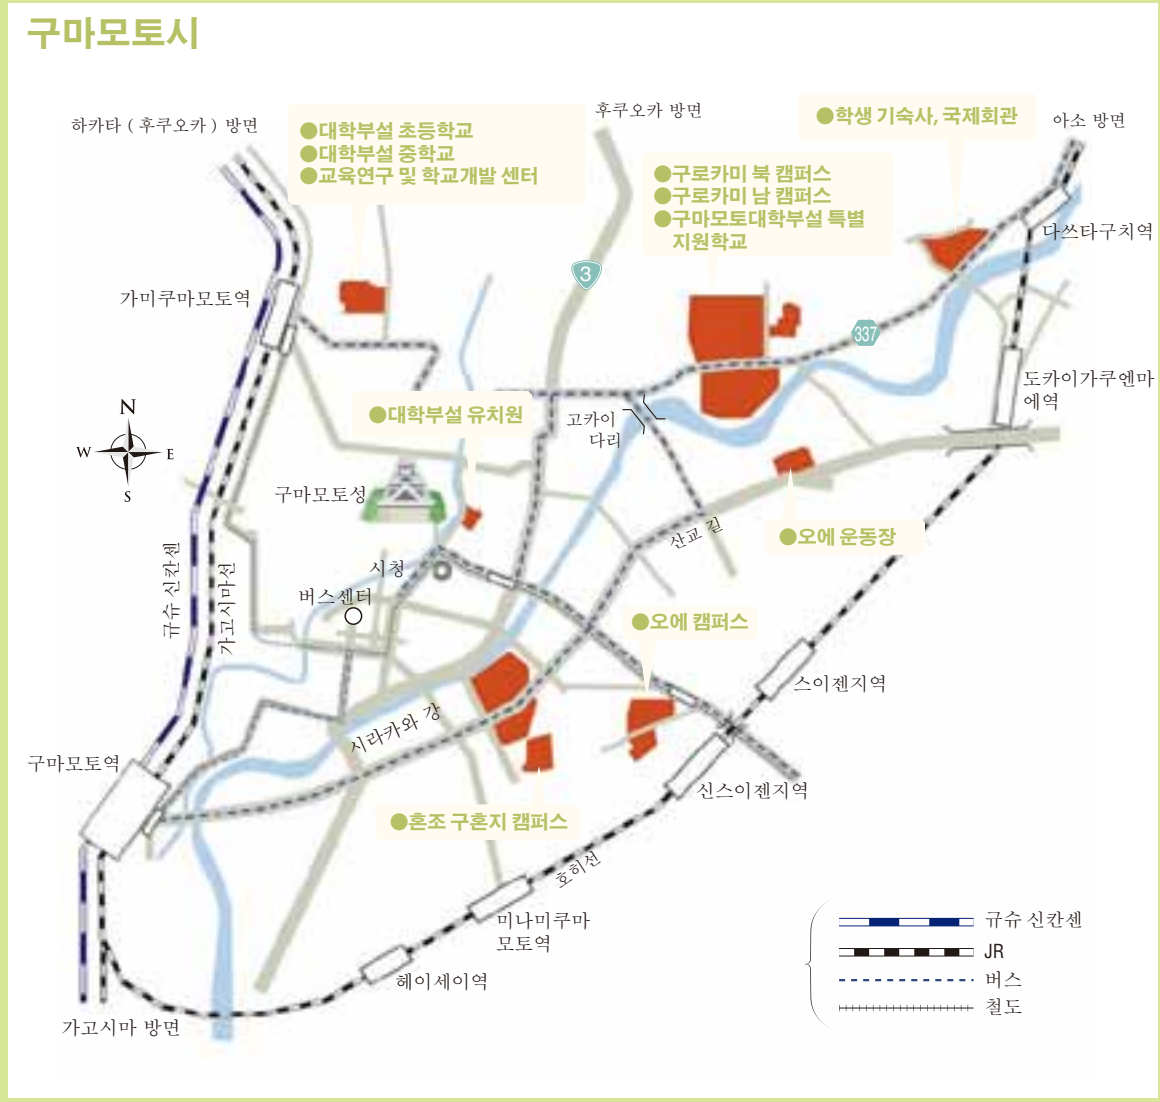 구마모토시
하카타 ( 후쿠오카 ) 방면
●대학부설 초등학교
●대학부설 중학교
●교육연구 및 학교개발 센터
후쿠오카 방면
●학생 기숙사, 국제회관
아소 방면
●구로카미 북 캠퍼스
●구로카미 남 캠퍼스
●구마모토대학부설 특별
지원학교
다쓰타구치역
3
가미쿠마모토역
337
도카이가쿠엔마
에역
●대학부설 유치원
고카이
다리
N
W
E
S
구마모토성
산교 길
●오에 운동장
시청
버스센터
규슈 신칸센
가고시마선
●오에 캠퍼스
스이젠지역
시라카와 강
구마모토역
신스이젠지역
●혼조 구혼지 캠퍼스
호히선
미나미쿠마
모토역
헤이세이역
가고시마 방면
규슈 신칸센
JR
버스
철도